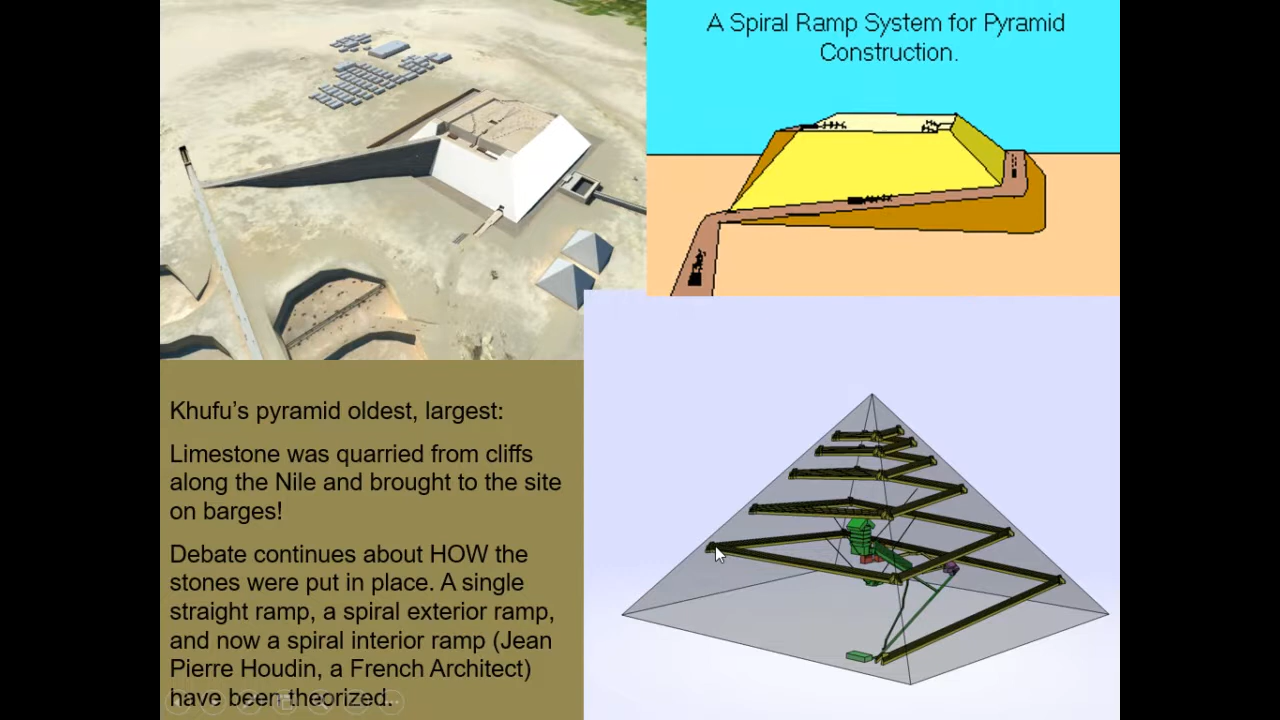 A Spiral Ramp System for Pyramid
Construction.
Khufu’s pyramid oldest, largest:
Limestone was quarried from cliffs
along the Nile and brought to the site
on barges!
Debate continues about HOW the
stones were put in place. A single
straight ramp, a spiral exterior ramp,
and now a spiral interior ramp (Jean
Pierre Houdin, a French Architect)
have been theorized.